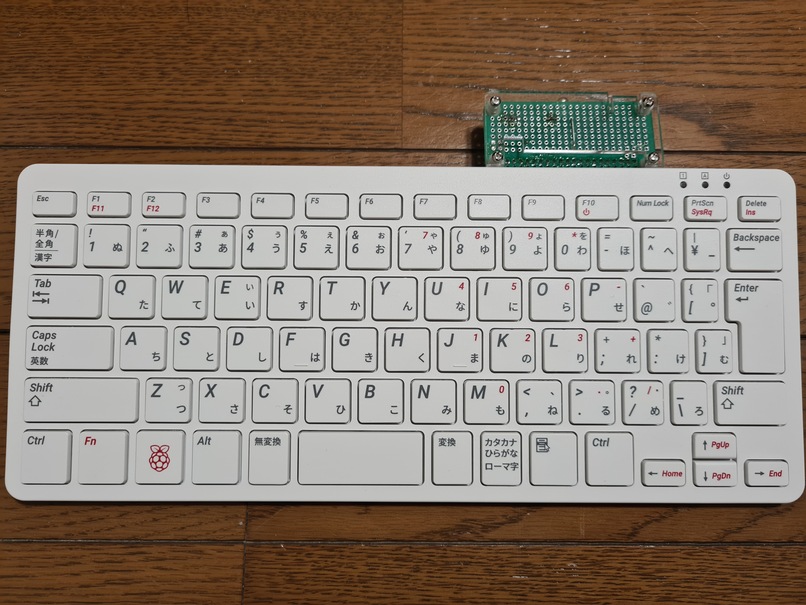 Esc F1 F2 F3 F4 F5 F6 F7 F8 F9 F10 Num Lock PrtScn Delete
F11 F12 SysRq Ins
半角/ ! " # ぁ $ ぅ % ぇ & ぉ ' 7 ゃ ( 8 ゅ ) 9 ょ * を = ~ | Backspace
全角 1 ぬ 2 ふ 3 あ 4 う 5 え 6 お 7 や 8 ゆ 9 よ 0 わ - ほ ^ へ ¥ _
漢字
Tab Q W E ぃ R T Y U 4 I 5 O 6 P - ` { 「 Enter
た て い す か ん な に ら せ @ ゛ [ ゜
Caps A S D F G H J 1 K 2 L 3 + + * }  」
Lock ち と し は き く ま の り ; れ : け ] む
英数
Shift Z っ X C V B N M 0 < 、 > 。 ? / ・ _ Shift
つ さ そ ひ こ み も , ね . る / め \ ろ
Ctrl Fn Alt 無変換 変換 カタカナ Ctrl PgUp
ひらがな
ローマ字 Home PgDn End